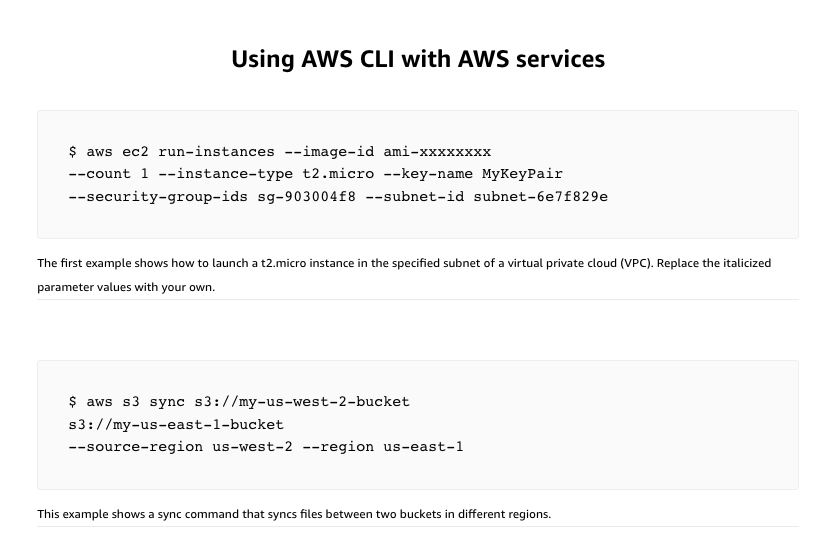 Using AWS CLI with AWS services
$ aws ec2 run-instances --image-id ami-xxxxxxxx
--count 1 --instance-type t2.micro --key-name MyKeyPair
--security-group-ids sg-903004f8 --subnet-id subnet-6e7f829e
The first example shows how to launch a t2.micro instance in the specified subnet of a virtual private cloud (VPC). Replace the italicized
parameter values with your own.
$ aws s3 sync s3://my-us-west-2-bucket
s3://my-us-east-1-bucket
--source-region us-west-2 --region us-east-1
This example shows a sync command that syncs files between two buckets in different regions.